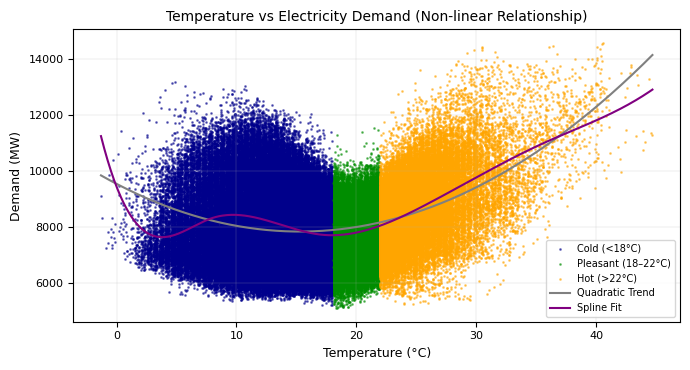 Temperature vs Electricity Demand (Non-linear Relationship)
Demand (MW)
14000
12000
10000
8000
6000
0
10
20
30
40
Temperature (°C)
Cold (<18°C)
Pleasant (18–22°C)
Hot (>22°C)
Quadratic Trend
Spline Fit